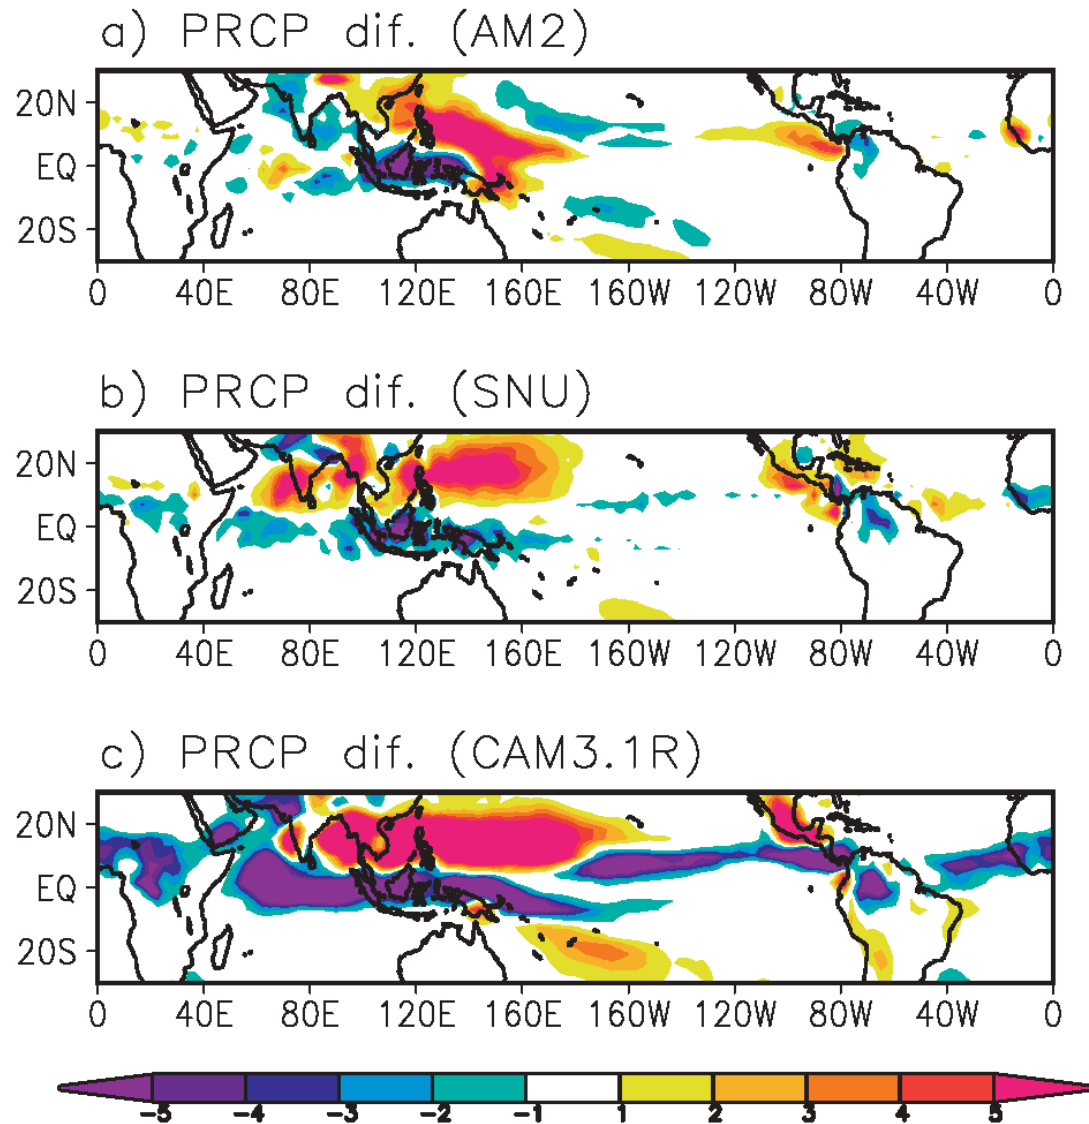 a) PRCP dif. (AM2)
20N
EQ
20S
0 40E 80E 120E 160E 160W 120W 80W 40W 0
b) PRCP dif. (SNU)
20N
EQ
20S
0 40E 80E 120E 160E 160W 120W 80W 40W 0
c) PRCP dif. (CAM3.1R)
20N
EQ
20S
0 40E 80E 120E 160E 160W 120W 80W 40W 0
-5 -4 -3 -2 -1 1 2 3 4 5